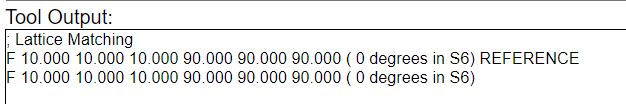 Tool Output:
; Lattice Matching
F 10.000 10.000 10.000 90.000 90.000 90.000 ( 0 degrees in S6) REFERENCE
F 10.000 10.000 10.000 90.000 90.000 90.000 ( 0 degrees in S6)